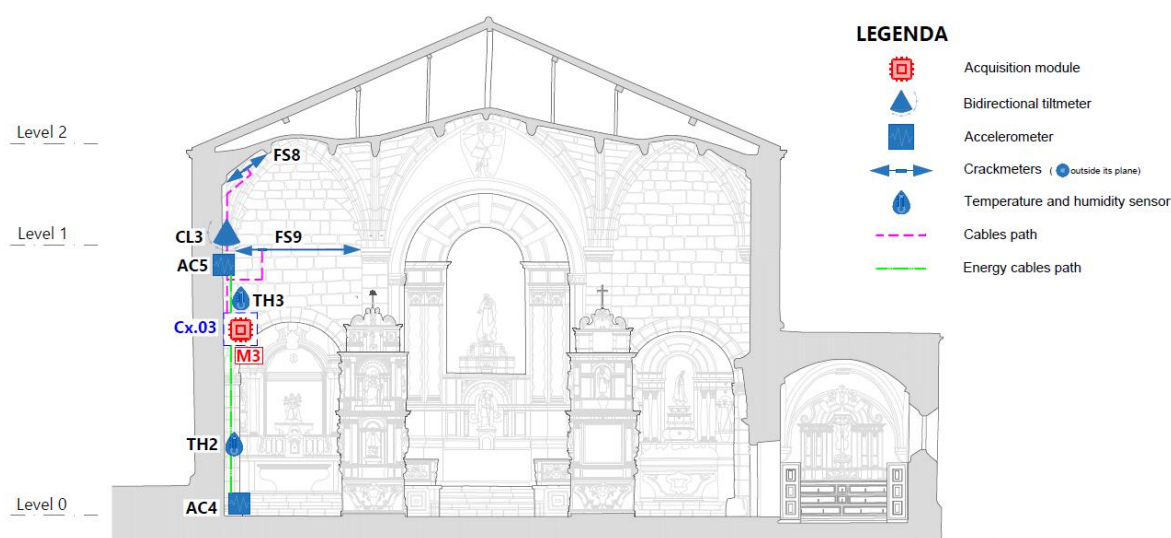 LEGENDA
Acquisition module
Bidirectional tiltmeter
Accelerometer
Crackmeters ( outside its plane)
Temperature and humidity sensor
Cables path
Energy cables path
Level 2
FS8
Level 1
CL3
FS9
AC5
TH3
Cx.03
M3
TH2
Level 0
AC4